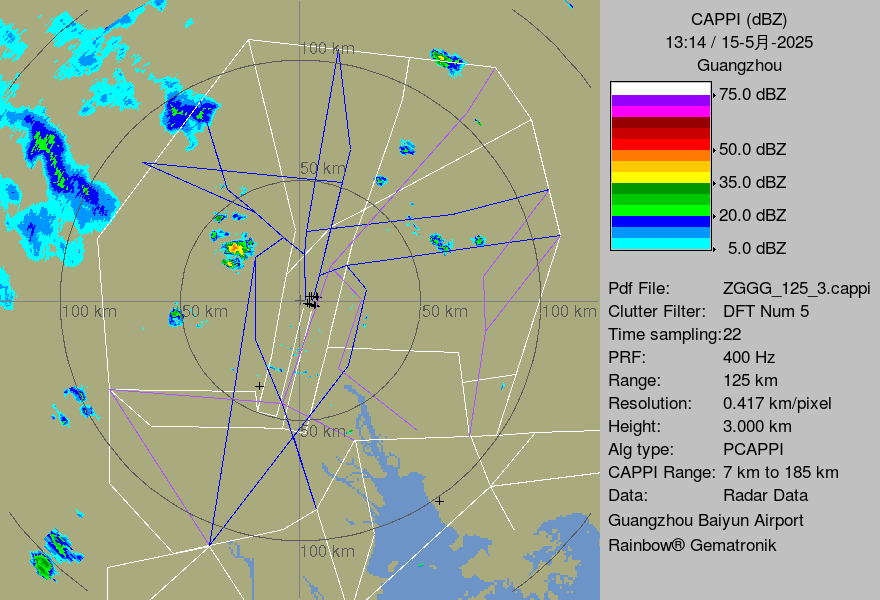 CAPPI (dBZ)
13:14 / 15-5月-2025
Guangzhou
75.0 dBZ
50.0 dBZ
35.0 dBZ
20.0 dBZ
5.0 dBZ
Pdf File: ZGGG_125_3.cappi
Clutter Filter: DFT Num 5
Time sampling:22
PRF: 400 Hz
Range: 125 km
Resolution: 0.417 km/pixel
Height: 3.000 km
Alg type: PCAPPI
CAPPI Range: 7 km to 185 km
Data: Radar Data
Guangzhou Baiyun Airport
Rainbow® Gematronik
100 km
50 km
100 km
50 km
50 km
100 km
50 km
100 km